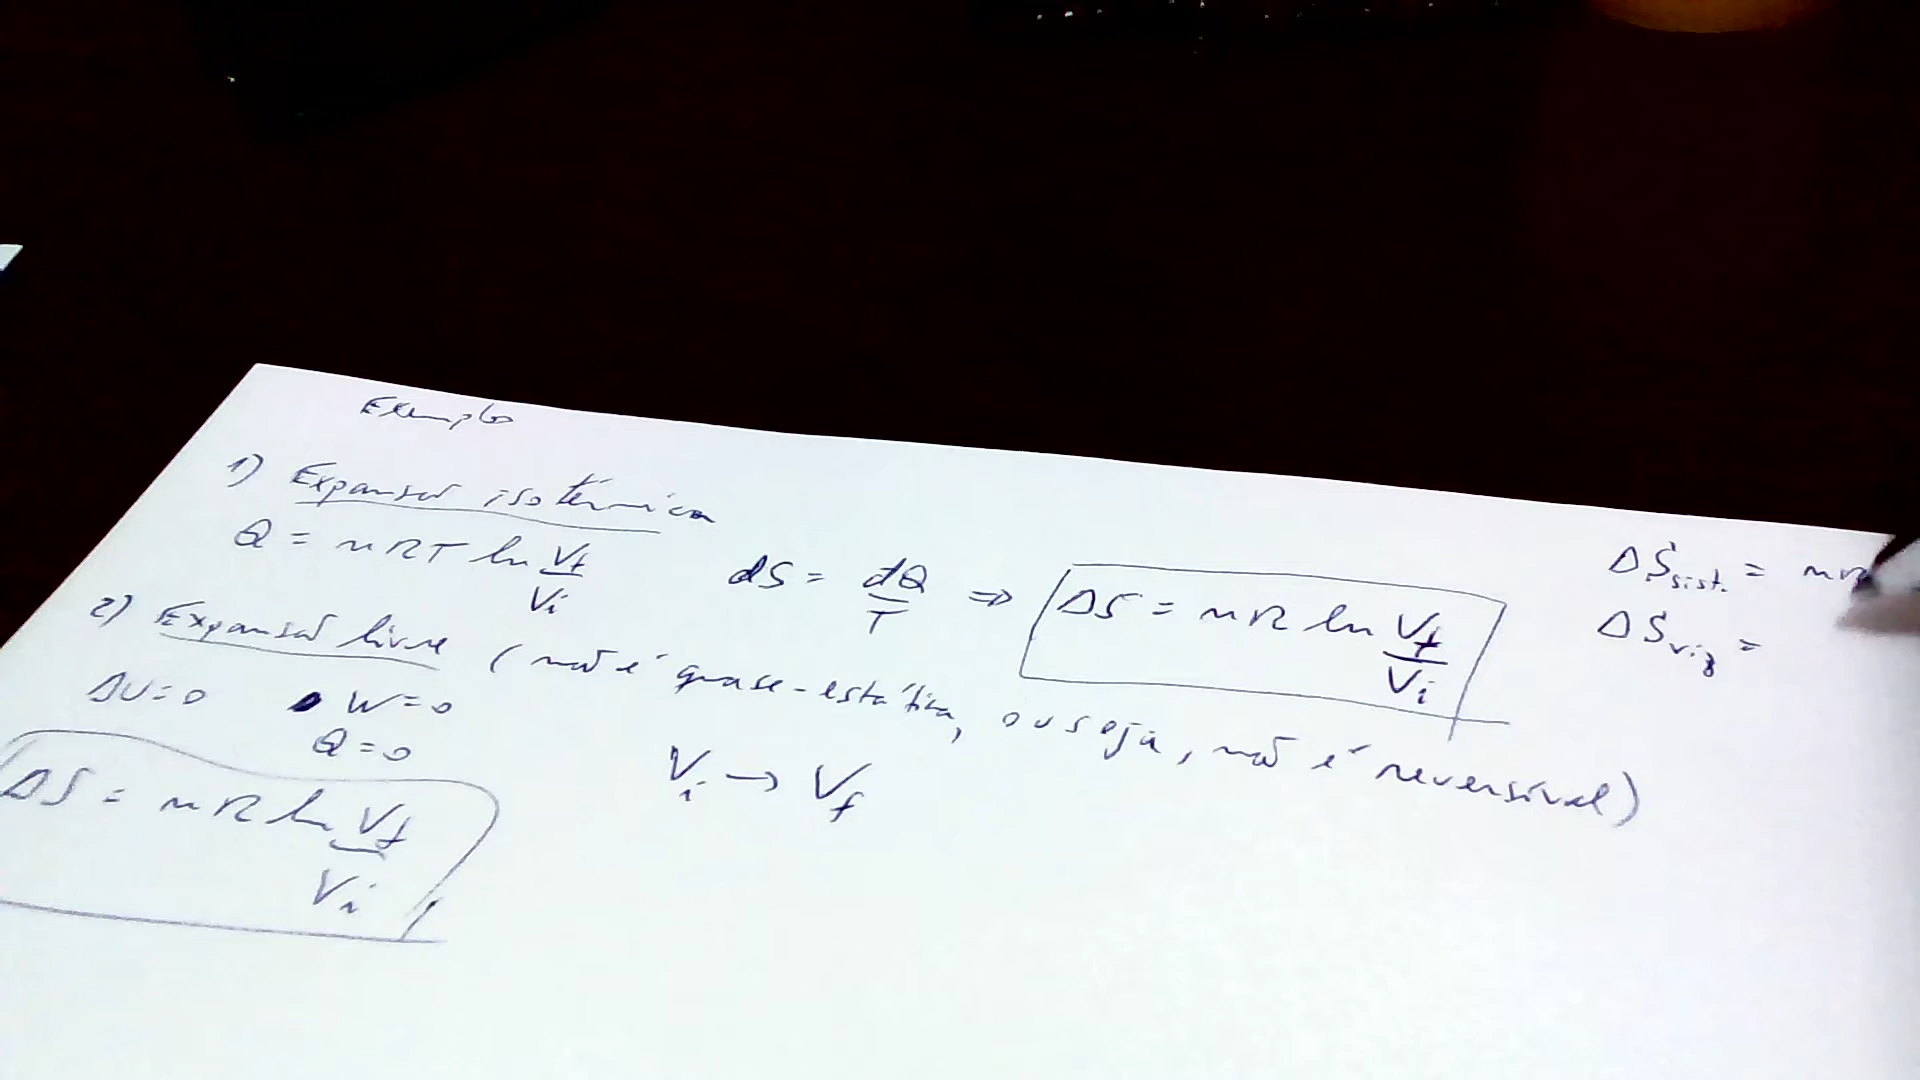 Exemplo
1) Expansão isotérmica
Q = nRT ln Vf/Vi
dS = dQ/T ⇒ ΔS = nR ln Vf/Vi
ΔSsist. = nR
ΔSviz =
2) Expansão livre (não é quase-estática, ou seja, não é reversível)
ΔU=0 W=0
Q=0
Vi → Vf
ΔS = nR ln Vf/Vi